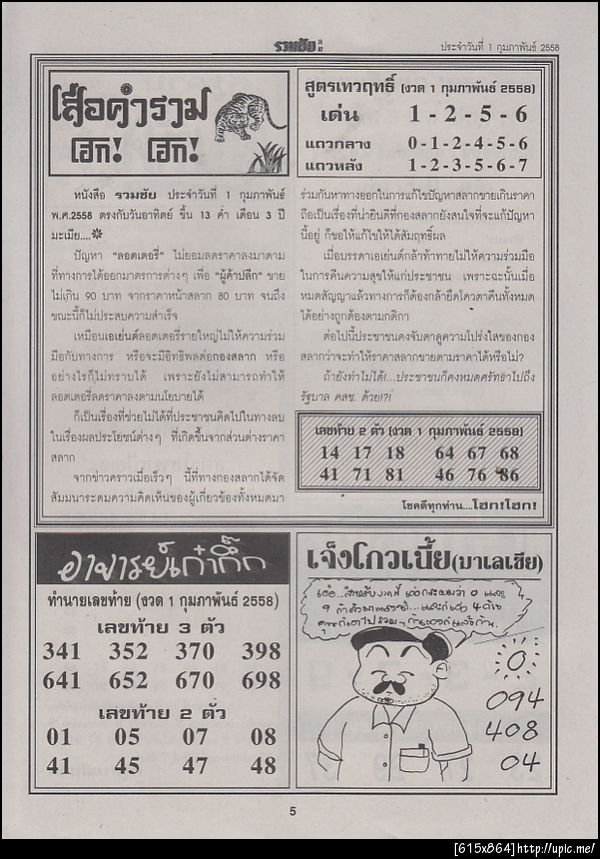 รวมชัย
ประจำวันที่ 1 กุมภาพันธ์ 2558
เสือคำราม
โฮก! โฮก!
สูตรเทวฤทธิ์ (งวด 1 กุมภาพันธ์ 2558)
เด่น 1 - 2 - 5 - 6
แถวกลาง 0-1-2-4-5-6
แถวหลัง 1-2-3-5-6-7
หนังสือ รวมชัย ประจำวันที่ 1 กุมภาพันธ์
พ.ศ.2558 ตรงกับวันอาทิตย์ ขึ้น 13 ค่ำ เดือน 3 ปี
มะเมีย....
ปัญหา "ลอตเตอรี่" ไม่ยอมลดราคาลงมาตาม
ที่ทางการได้ออกมาตรการต่างๆ เพื่อ "ผู้ค้าปลีก" ขาย
ไม่เกิน 90 บาท จากราคาหน้าสลาก 80 บาท จนถึง
ขณะนี้ก็ไม่ประสบความสำเร็จ
เหมือนเอเย่นต์ลอตเตอรี่รายใหญ่ไม่ให้ความร่วม
มือกับทางการ หรือจะมีอิทธิพลต่อกองสลาก หรือ
อย่างไรก็ไม่ทราบได้ เพราะยังไม่สามารถทำให้
ลอตเตอรี่ลดราคาลงตามนโยบายได้
ก็เป็นเรื่องที่ช่วยไม่ได้ที่ประชาชนคิดไปในทางลบ
ในเรื่องผลประโยชน์ต่างๆ ที่เกิดขึ้นจากส่วนต่างราคา
สลาก
จากข่าวคราวเมื่อเร็วๆ นี้ที่ทางกองสลากได้จัด
สัมมนาระดมความคิดเห็นของผู้เกี่ยวข้องทั้งหมดมา
ร่วมกันหาทางออกในการแก้ไขปัญหาสลากขายเกินราคา
ถือเป็นเรื่องที่น่ายินดีที่กองสลากยังสนใจที่จะแก้ปัญหา
นี้อยู่ ก็ขอให้แก้ไขให้ได้สัมฤทธิ์ผล
เมื่อบรรดาเอเย่นต์กล้าท้าทายไม่ให้ความร่วมมือ
ในการคืนความสุขให้แก่ประชาชน เพราะฉะนั้นเมื่อ
หมดสัญญาแล้วทางการก็ต้องกล้ายึดโควตาคืนทั้งหมด
ได้อย่างถูกต้องตามกติกา
ต่อไปนี้ประชาชนคงจับตาดูความโปร่งใสของกอง
สลากว่าจะทำให้ราคาสลากขายตามราคาได้หรือไม่?
ถ้ายังทำไม่ได้!...ประชาชนก็คงหมดศรัทธาไปถึง
รัฐบาล คสช. ด้วย!?!
เลขท้าย 2 ตัว (งวด 1 กุมภาพันธ์ 2558)
14 17 18 64 67 68
41 71 81 46 76 86
โชคดีทุกท่าน....โฮก!โฮก!
อาจารย์เก๋ากึ๊ก
ทำนายเลขท้าย (งวด 1 กุมภาพันธ์ 2558)
เลขท้าย 3 ตัว
341 352 370 398
641 652 670 698
เลขท้าย 2 ตัว
01 05 07 08
41 45 47 48
เจ็งโกวเนี้ย(มาเลเซีย)
0
094
408
04
5
[615x864]http://upic.me/